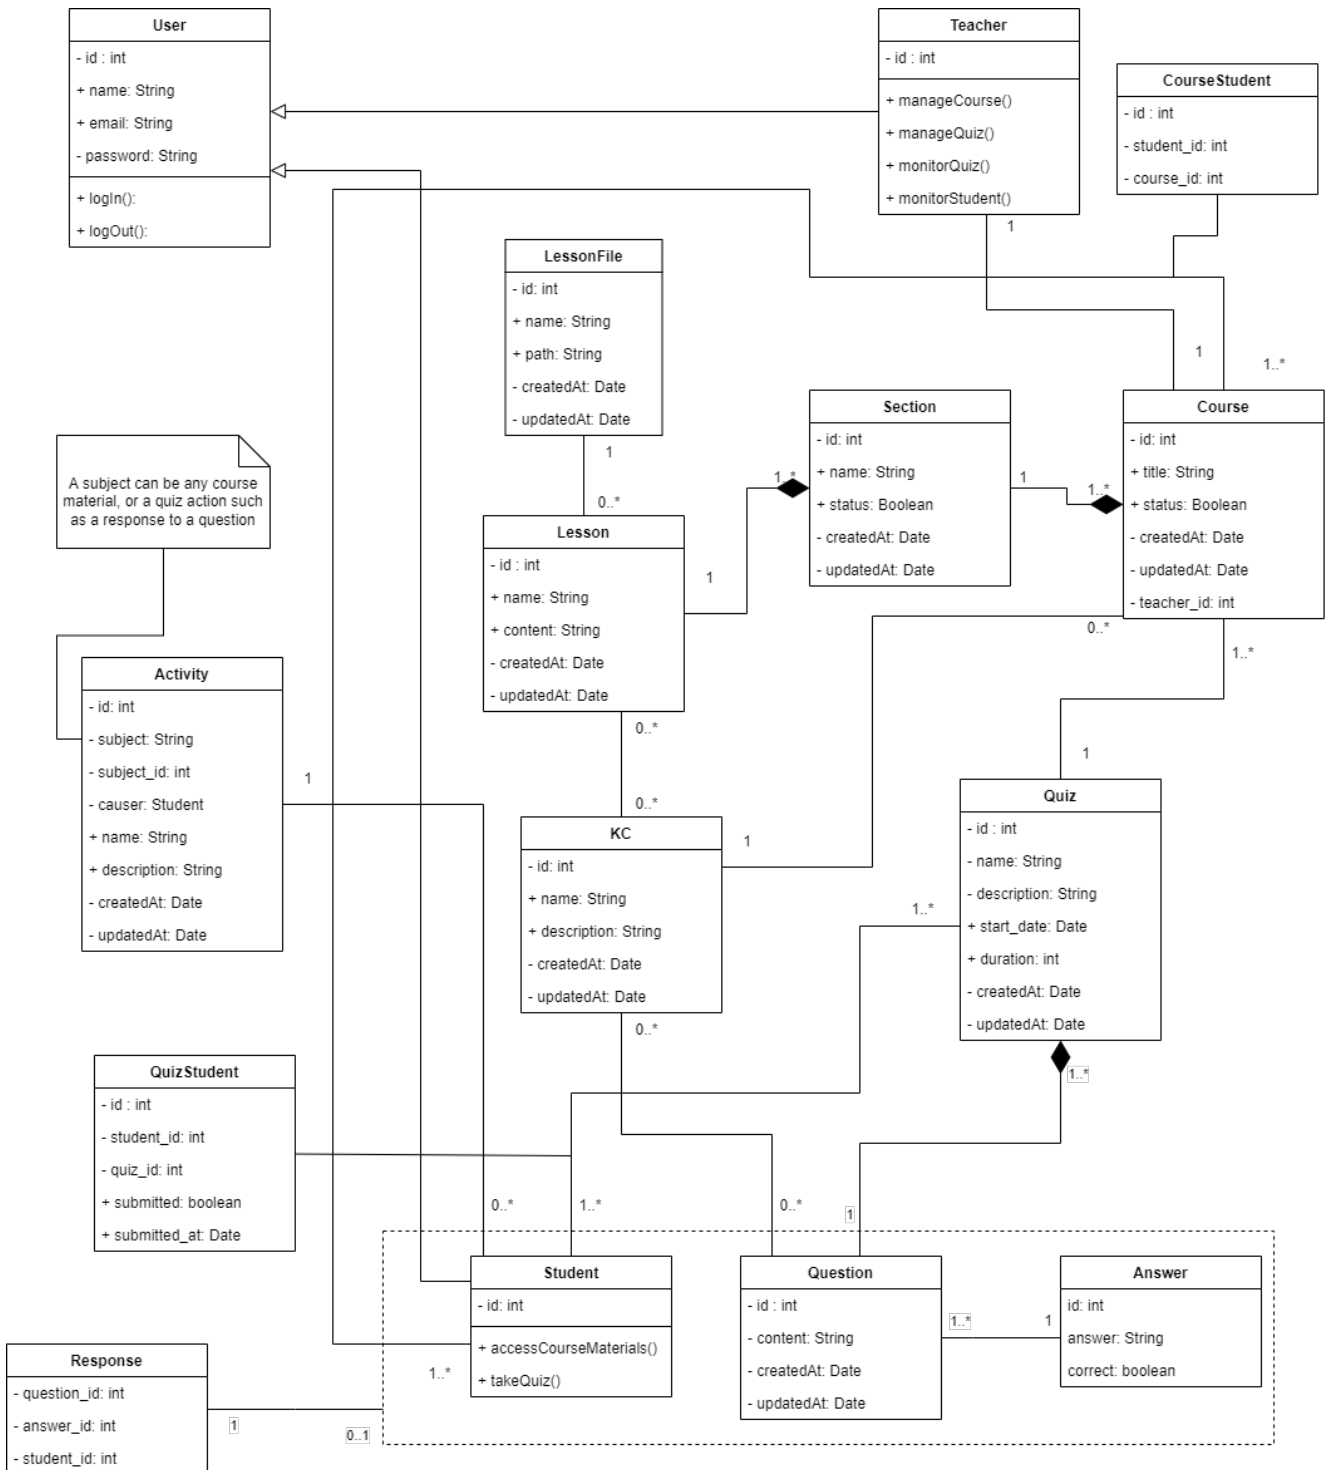 User
- id : int
+ name: String
+ email: String
- password: String
+ logIn():
+ logOut():
Teacher
- id : int
+ manageCourse()
+ manageQuiz()
+ monitorQuiz()
+ monitorStudent()
1
CourseStudent
- id : int
- student_id: int
- course_id: int
LessonFile
- id: int
+ name: String
+ path: String
- createdAt: Date
- updatedAt: Date
1
0..*
1
1..*
Section
- id: int
+ name: String
+ status: Boolean
- createdAt: Date
- updatedAt: Date
1..*
1
1..*
Course
- id: int
+ title: String
+ status: Boolean
- createdAt: Date
- updatedAt: Date
- teacher_id: int
0..*
1..*
A subject can be any course
material, or a quiz action such
as a response to a question
Lesson
- id : int
+ name: String
+ content: String
- createdAt: Date
- updatedAt: Date
1
0..*
0..*
Activity
- id: int
- subject: String
- subject_id: int
- causer: Student
+ name: String
+ description: String
- createdAt: Date
- updatedAt: Date
1
KC
- id: int
+ name: String
+ description: String
- createdAt: Date
- updatedAt: Date
1
0..*
1
Quiz
- id : int
- name: String
- description: String
+ start_date: Date
+ duration: int
- createdAt: Date
- updatedAt: Date
1..*
1..*
QuizStudent
- id : int
- student_id: int
- quiz_id: int
+ submitted: boolean
+ submitted_at: Date
0..*
1..*
0..*
1
Student
- id: int
+ accessCourseMaterials()
+ takeQuiz()
1..*
Question
- id : int
- content: String
- createdAt: Date
- updatedAt: Date
1..*
1
Answer
id: int
answer: String
correct: boolean
Response
- question_id: int
- answer_id: int
- student_id: int
1
0..1